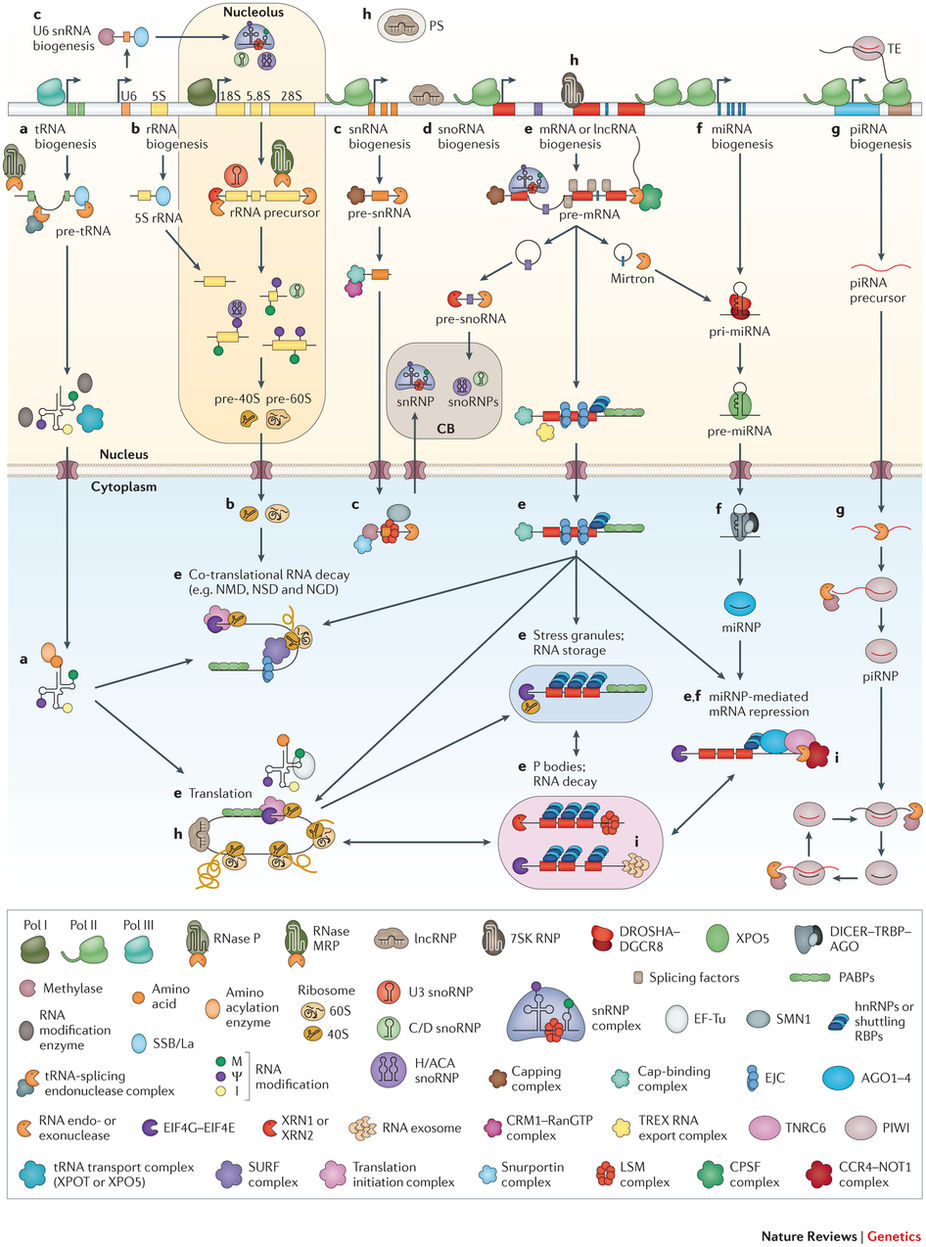 c
U6 snRNA
biogenesis
Nucleolus
h
PS
TE
h
U6
5S
18S
5.8S
28S
a tRNA
biogenesis
b rRNA
biogenesis
c snRNA
biogenesis
d snoRNA
biogenesis
e mRNA or lncRNA
biogenesis
f miRNA
biogenesis
g piRNA
biogenesis
pre-tRNA
5S rRNA
rRNA precursor
pre-snRNA
pre-mRNA
Mirtron
pre-snoRNA
pri-miRNA
piRNA
precursor
snRNP
snoRNPs
CB
pre-miRNA
pre-40S
pre-60S
Nucleus
Cytoplasm
b
c
e
f
g
e Co-translational RNA decay
(e.g. NMD, NSD and NGD)
miRNP
a
e Stress granules;
RNA storage
piRNP
e,f miRNP-mediated
mRNA repression
i
e Translation
h
e P bodies;
RNA decay
i
Pol I
Pol II
Pol III
RNase P
RNase
MRP
lncRNP
7SK RNP
DROSHA–
DGCR8
XPO5
DICER–TRBP–
AGO
Methylase
Amino
acid
Amino
acylation
enzyme
Ribosome
60S
40S
U3 snoRNP
C/D snoRNP
H/ACA
snoRNP
snRNP
complex
Splicing factors
PABPs
RNA
modification
enzyme
SSB/La
EF-Tu
SMN1
hnRNPs or
shuttling
RBPs
tRNA-splicing
endonuclease complex
M
Ψ
I
RNA
modification
Capping
complex
Cap-binding
complex
EJC
AGO1–4
RNA endo- or
exonuclease
EIF4G–EIF4E
XRN1 or
XRN2
RNA exosome
CRM1–RanGTP
complex
TREX RNA
export complex
TNRC6
PIWI
tRNA transport complex
(XPOT or XPO5)
SURF
complex
Translation
initiation complex
Snurportin
complex
LSM
complex
CPSF
complex
CCR4–NOT1
complex
Nature Reviews | Genetics